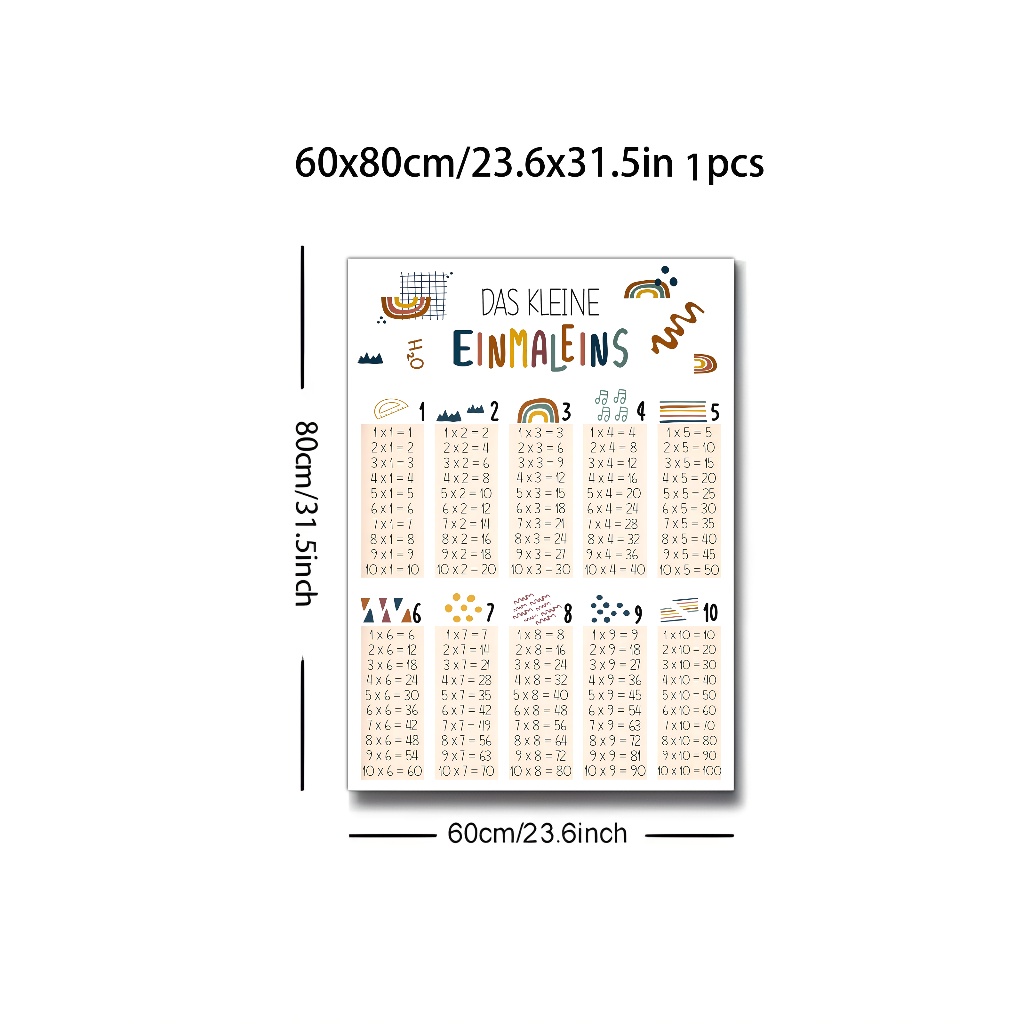 60x80cm/23.6x31.5in 1pcs
80cm/31.5inch
DAS KLEINE
EINMALEINS
H₂O
1 2 3 4 5
1 x 1 = 1 1 x 2 = 2 1 x 3 = 3 1 x 4 = 4 1 x 5 = 5
2 x 1 = 2 2 x 2 = 4 2 x 3 = 6 2 x 4 = 8 2 x 5 = 10
3 x 1 = 3 3 x 2 = 6 3 x 3 = 9 3 x 4 = 12 3 x 5 = 15
4 x 1 = 4 4 x 2 = 8 4 x 3 = 12 4 x 4 = 16 4 x 5 = 20
5 x 1 = 5 5 x 2 = 10 5 x 3 = 15 5 x 4 = 20 5 x 5 = 25
6 x 1 = 6 6 x 2 = 12 6 x 3 = 18 6 x 4 = 24 6 x 5 = 30
7 x 1 = 7 7 x 2 = 14 7 x 3 = 21 7 x 4 = 28 7 x 5 = 35
8 x 1 = 8 8 x 2 = 16 8 x 3 = 24 8 x 4 = 32 8 x 5 = 40
9 x 1 = 9 9 x 2 = 18 9 x 3 = 27 9 x 4 = 36 9 x 5 = 45
10 x 1 = 10 10 x 2 = 20 10 x 3 = 30 10 x 4 = 40 10 x 5 = 50
6 7 8 9 10
1 x 6 = 6 1 x 7 = 7 1 x 8 = 8 1 x 9 = 9 1 x 10 = 10
2 x 6 = 12 2 x 7 = 14 2 x 8 = 16 2 x 9 = 18 2 x 10 = 20
3 x 6 = 18 3 x 7 = 21 3 x 8 = 24 3 x 9 = 27 3 x 10 = 30
4 x 6 = 24 4 x 7 = 28 4 x 8 = 32 4 x 9 = 36 4 x 10 = 40
5 x 6 = 30 5 x 7 = 35 5 x 8 = 40 5 x 9 = 45 5 x 10 = 50
6 x 6 = 36 6 x 7 = 42 6 x 8 = 48 6 x 9 = 54 6 x 10 = 60
7 x 6 = 42 7 x 7 = 49 7 x 8 = 56 7 x 9 = 63 7 x 10 = 70
8 x 6 = 48 8 x 7 = 56 8 x 8 = 64 8 x 9 = 72 8 x 10 = 80
9 x 6 = 54 9 x 7 = 63 9 x 8 = 72 9 x 9 = 81 9 x 10 = 90
10 x 6 = 60 10 x 7 = 70 10 x 8 = 80 10 x 9 = 90 10 x 10 = 100
60cm/23.6inch